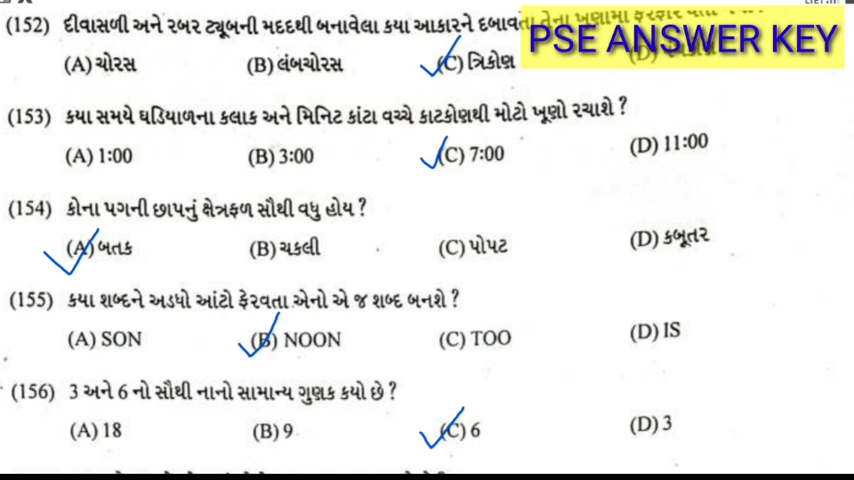 (152) દીવાસળી અને રબર ટ્યૂબની મદદથી બનાવેલા કયા આકારને દબાવતા તેના ખૂણામાં ફેરફાર
PSE ANSWER KEY
(A) ચોરસ (B) લંબચોરસ (C) ત્રિકોણ (D)
(153) કયા સમયે ઘડિયાળના કલાક અને મિનિટ કાંટા વચ્ચે કાટકોણથી મોટો ખૂણો રચાશે ?
(A) 1:00 (B) 3:00 (C) 7:00 (D) 11:00
(154) કોના પગની છાપનું ક્ષેત્રફળ સૌથી વધુ હોય ?
(A) બતક (B) ચકલી (C) પોપટ (D) કબૂતર
(155) કયા શબ્દને અડધો આંટો ફેરવતા એનો એ જ શબ્દ બનશે ?
(A) SON (B) NOON (C) TOO (D) IS
(156) 3 અને 6 નો સૌથી નાનો સામાન્ય ગુણક કયો છે ?
(A) 18 (B) 9 (C) 6 (D) 3